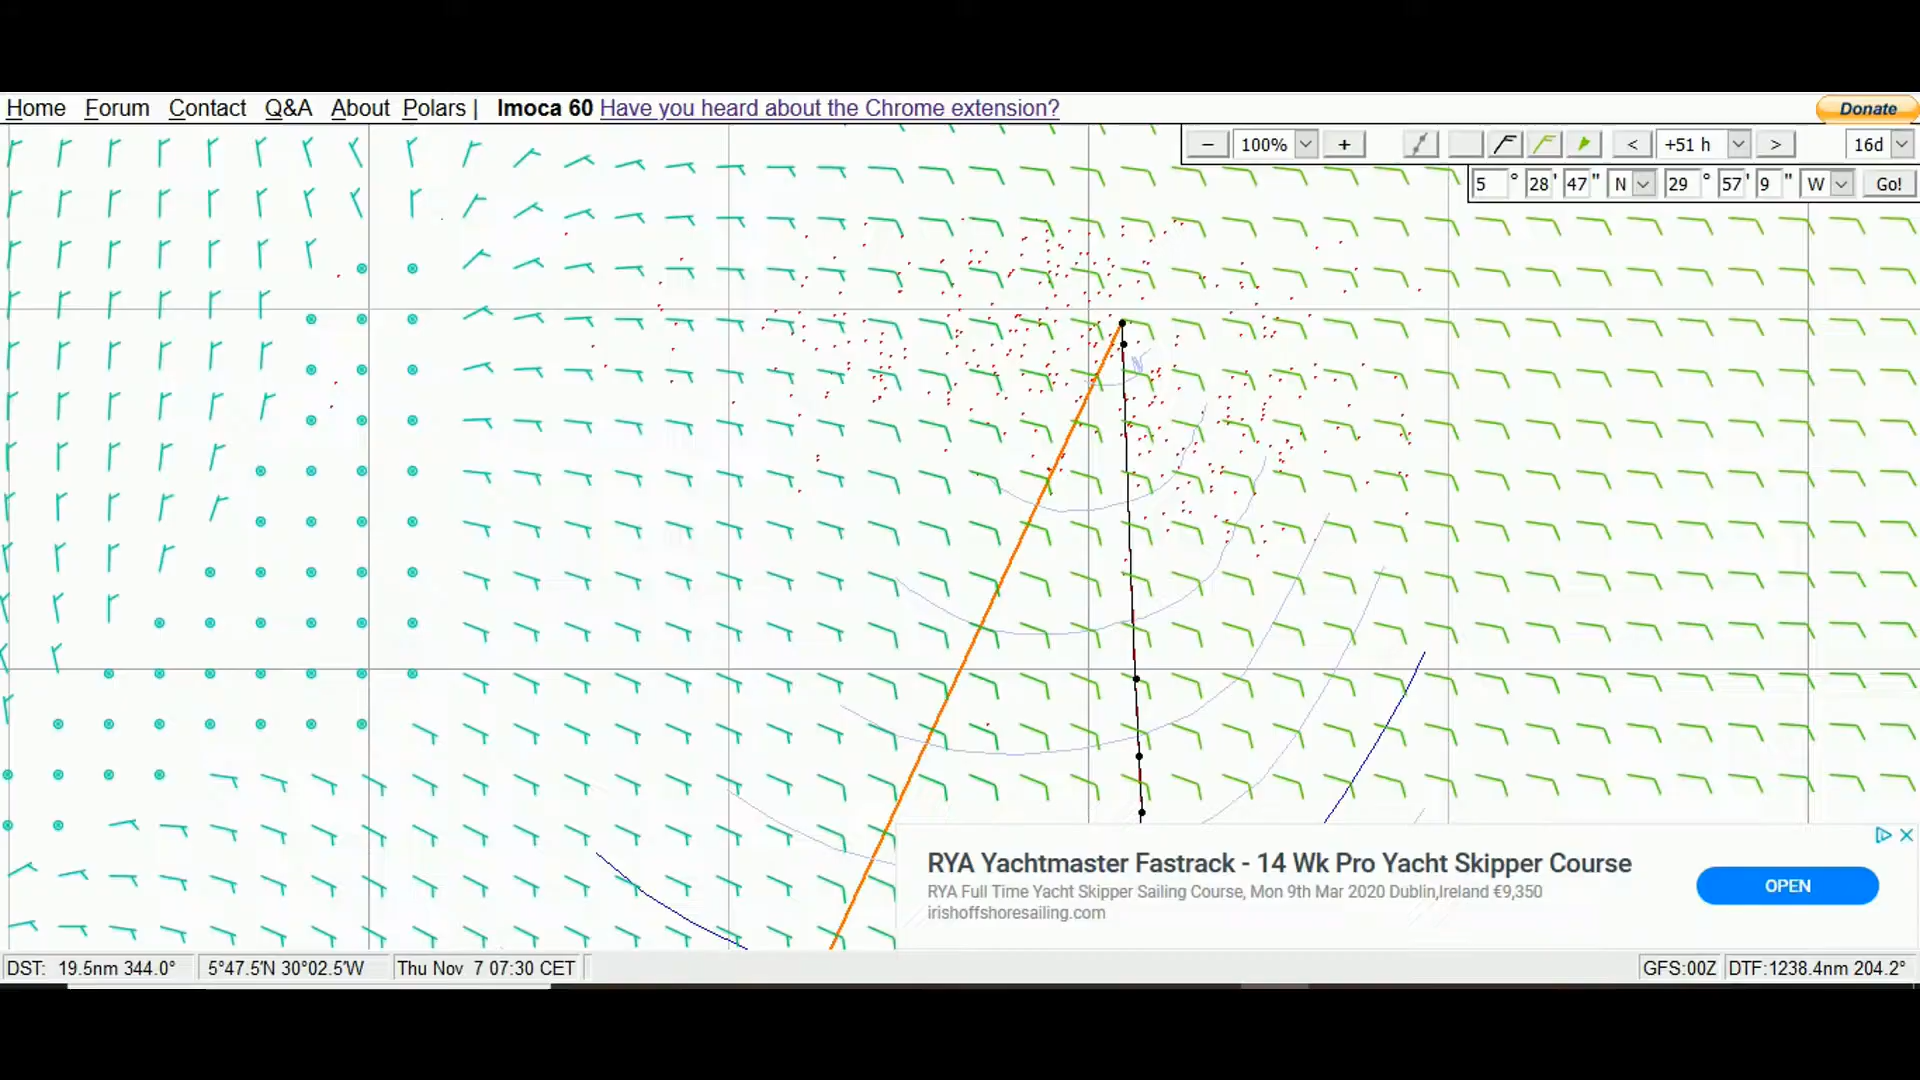 Home Forum Contact Q&A About Polars | Imoca 60 Have you heard about the Chrome extension? Donate
− 100% + < +51 h > 16d
5 ° 28 ' 47 " N 29 ° 57 ' 9 " W Go!
RYA Yachtmaster Fastrack - 14 Wk Pro Yacht Skipper Course
RYA Full Time Yacht Skipper Sailing Course, Mon 9th Mar 2020 Dublin,Ireland €9,350
irishoffshoresailing.com
OPEN
DST: 19.5nm 344.0° 5°47.5'N 30°02.5'W Thu Nov 7 07:30 CET GFS:00Z DTF:1238.4nm 204.2°